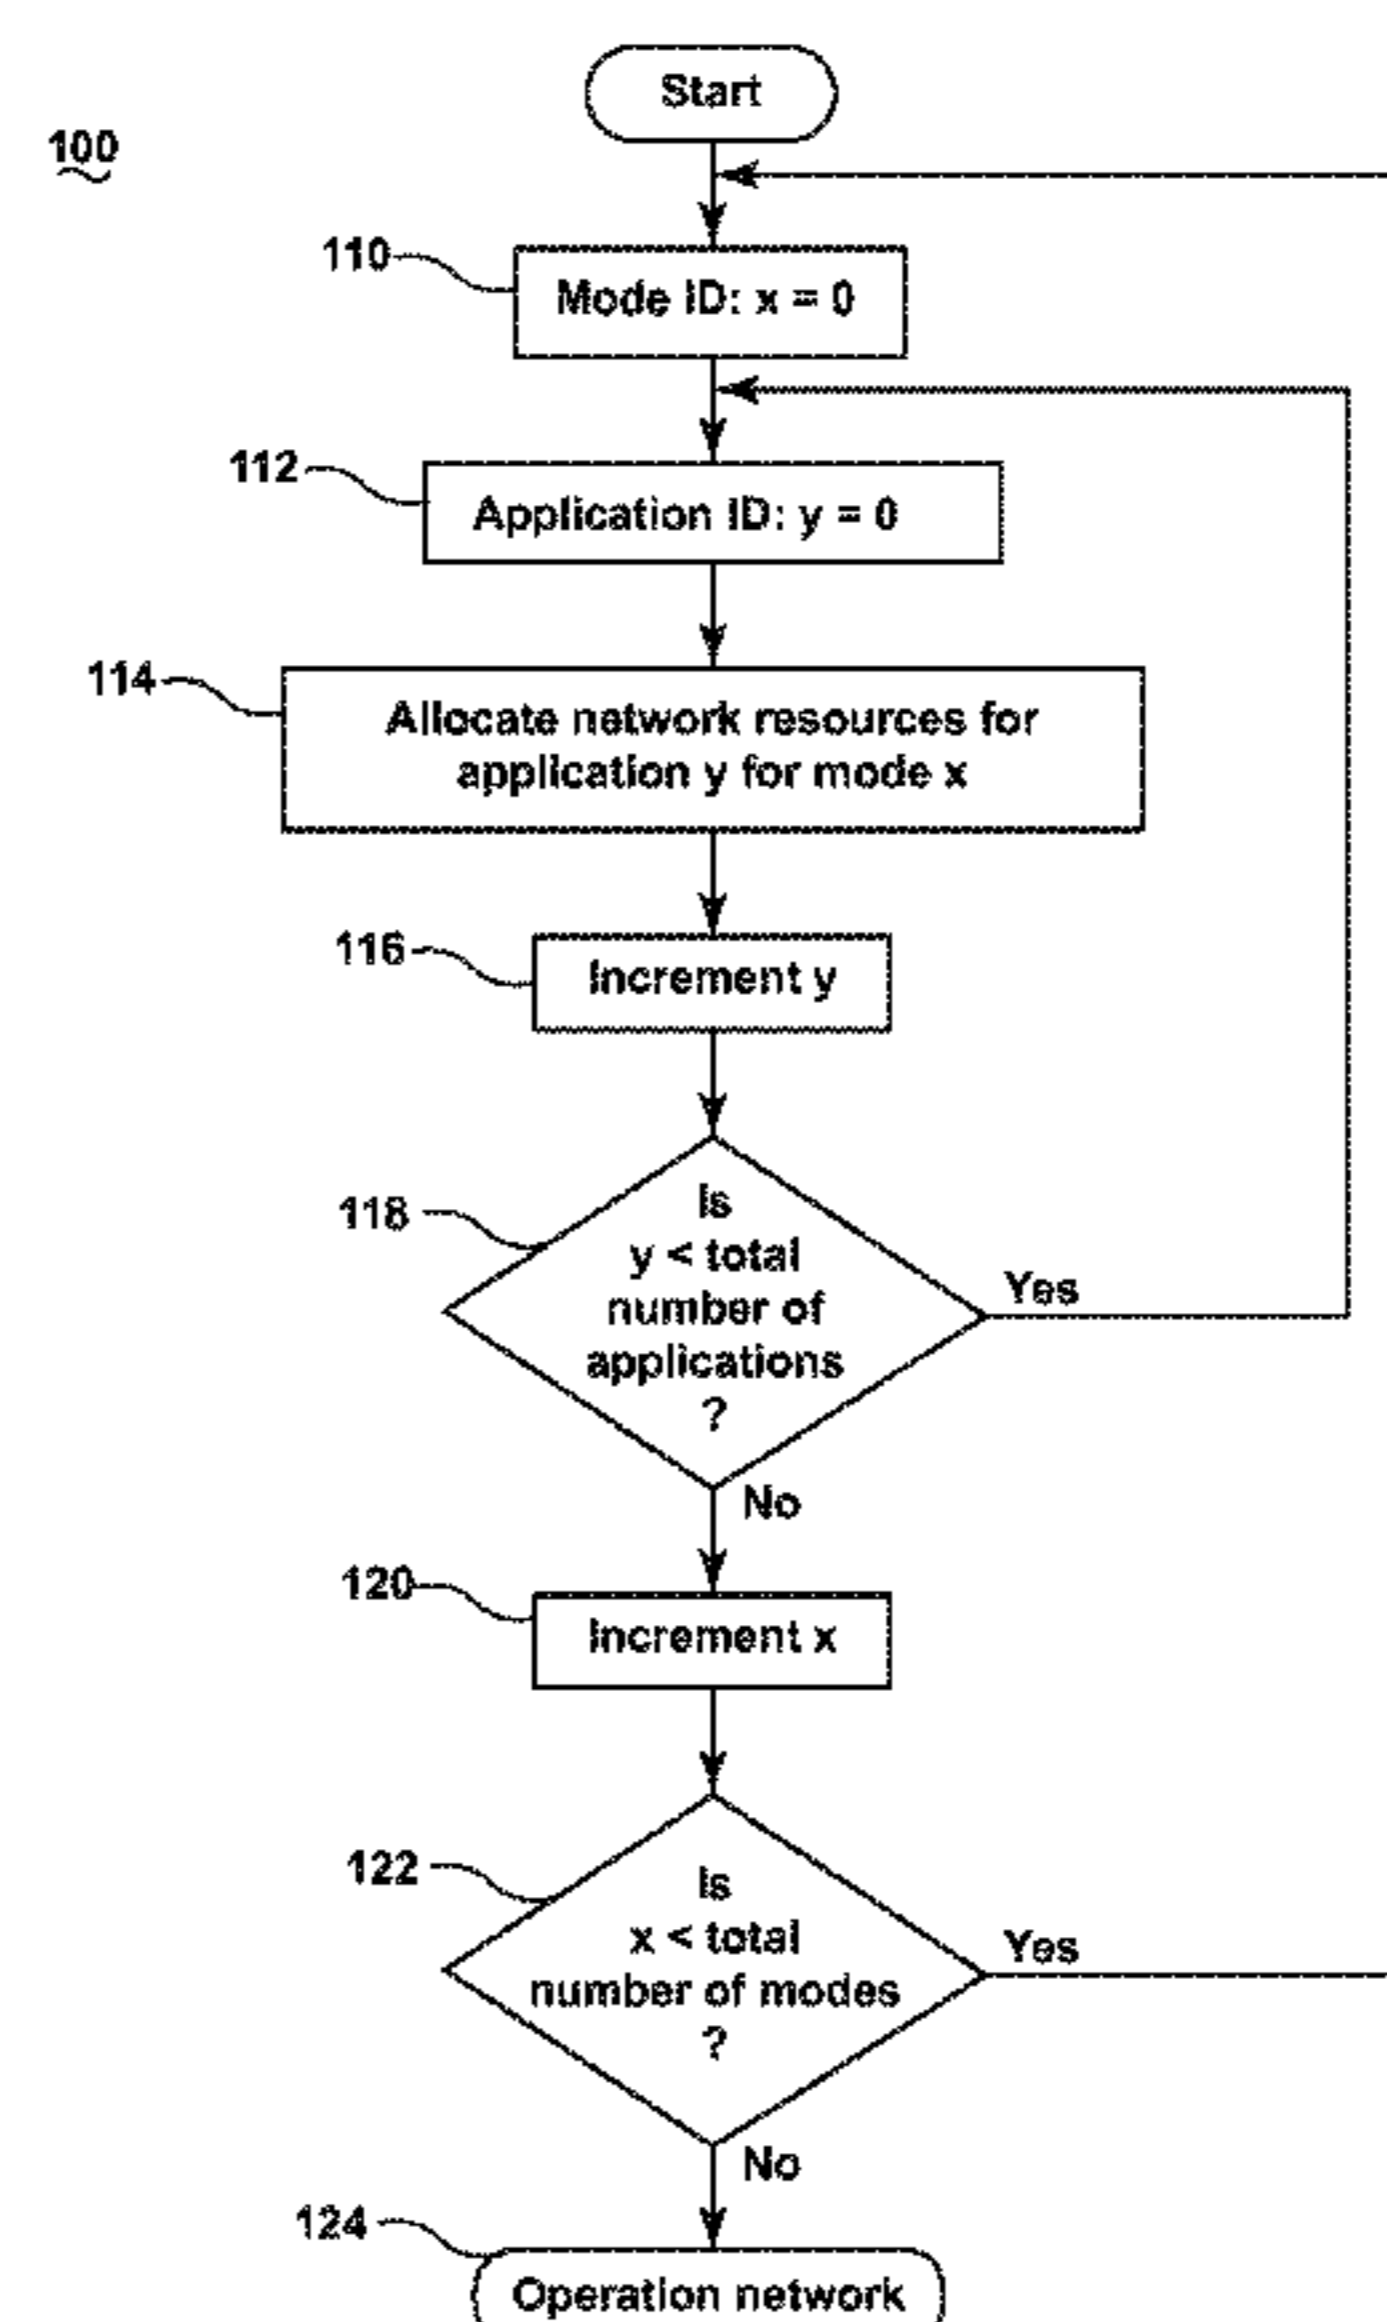 Start
100
110
Mode ID: x = 0
112
Application ID: y = 0
114
Allocate network resources for
application y for mode x
116
Increment y
118
Is
y < total
number of
applications
?
Yes
No
120
Increment x
122
Is
x < total
number of modes
?
Yes
No
124
Operation network